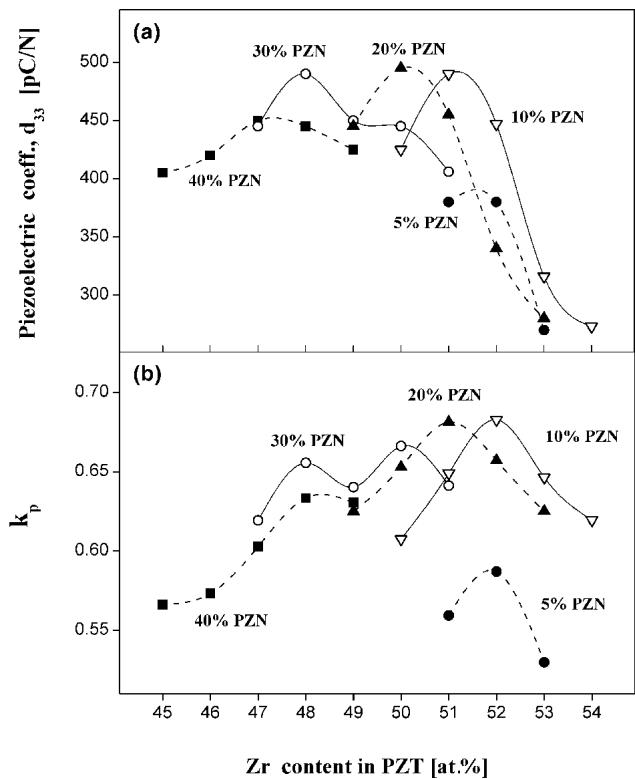 (a)
30% PZN
20% PZN
10% PZN
40% PZN
5% PZN
500
450
400
350
300
Piezoelectric coeff., d33 [pC/N]
(b)
20% PZN
30% PZN
10% PZN
40% PZN
5% PZN
0.70
0.65
0.60
0.55
kp
45 46 47 48 49 50 51 52 53 54
Zr content in PZT [at.%]